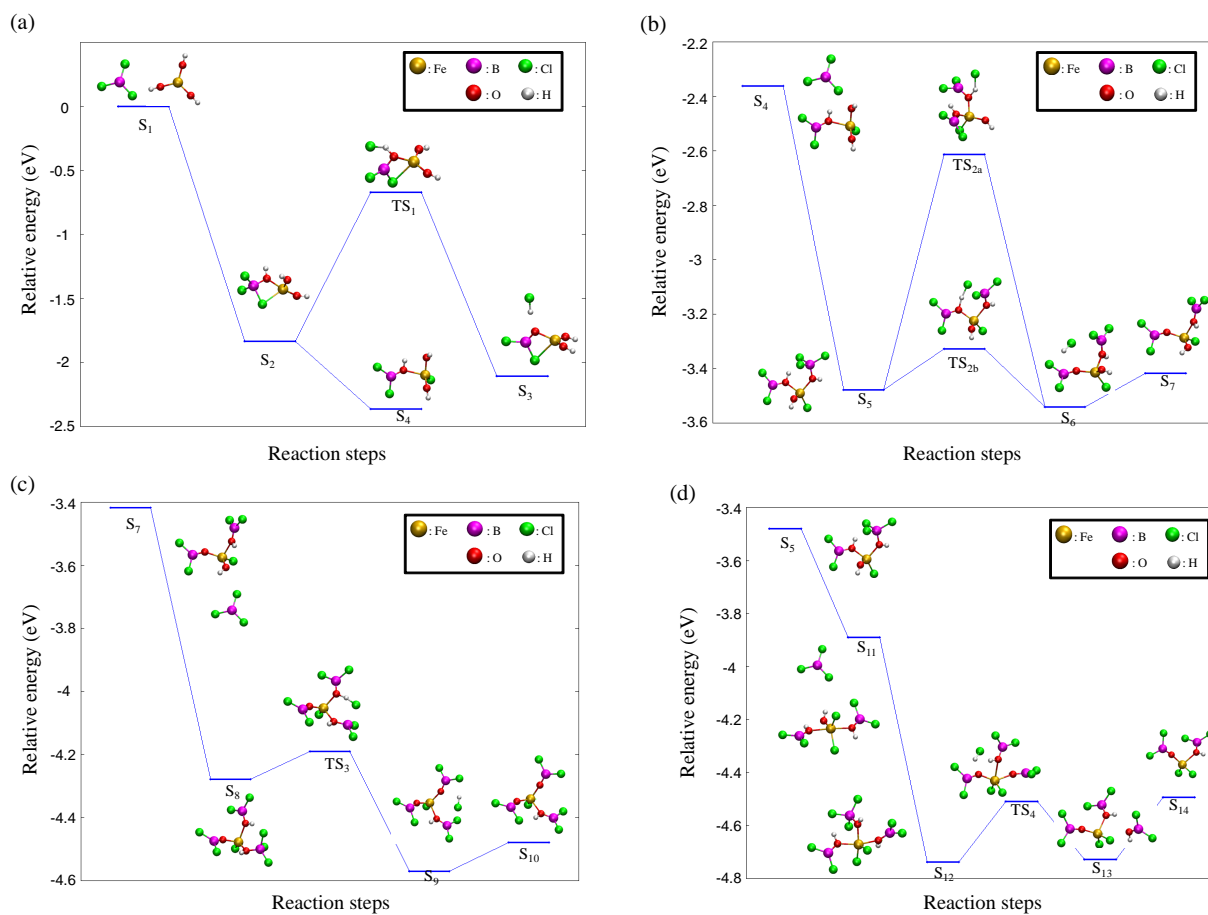 (a)
Relative energy (eV)
0
-0.5
-1
-1.5
-2
-2.5
: Fe : B : Cl
: O : H
S1
S2
TS1
S4
S3
Reaction steps
(b)
Relative energy (eV)
-2.2
-2.4
-2.6
-2.8
-3
-3.2
-3.4
-3.6
: Fe : B : Cl
: O : H
S4
S5
TS2a
TS2b
S6
S7
Reaction steps
(c)
Relative energy (eV)
-3.4
-3.6
-3.8
-4
-4.2
-4.4
-4.6
: Fe : B : Cl
: O : H
S7
S8
TS3
S9
S10
Reaction steps
(d)
Relative energy (eV)
-3.4
-3.6
-3.8
-4
-4.2
-4.4
-4.6
-4.8
: Fe : B : Cl
: O : H
S5
S11
S12
TS4
S13
S14
Reaction steps